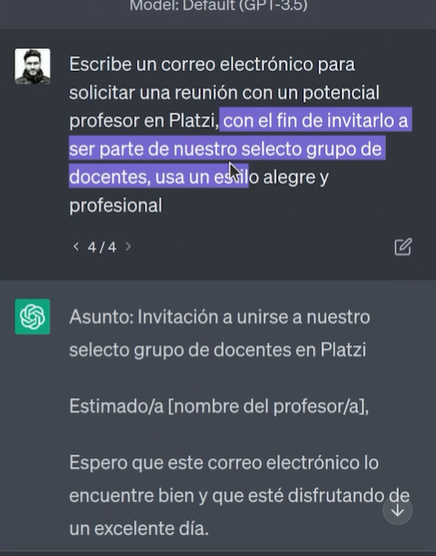 Model: Default (GPT-3.5)
Escribe un correo electrónico para
solicitar una reunión con un potencial
profesor en Platzi, con el fin de invitarlo a
ser parte de nuestro selecto grupo de
docentes, usa un estilo alegre y
profesional
4 / 4
Asunto: Invitación a unirse a nuestro
selecto grupo de docentes en Platzi
Estimado/a [nombre del profesor/a],
Espero que este correo electrónico lo
encuentre bien y que esté disfrutando de
un excelente día.